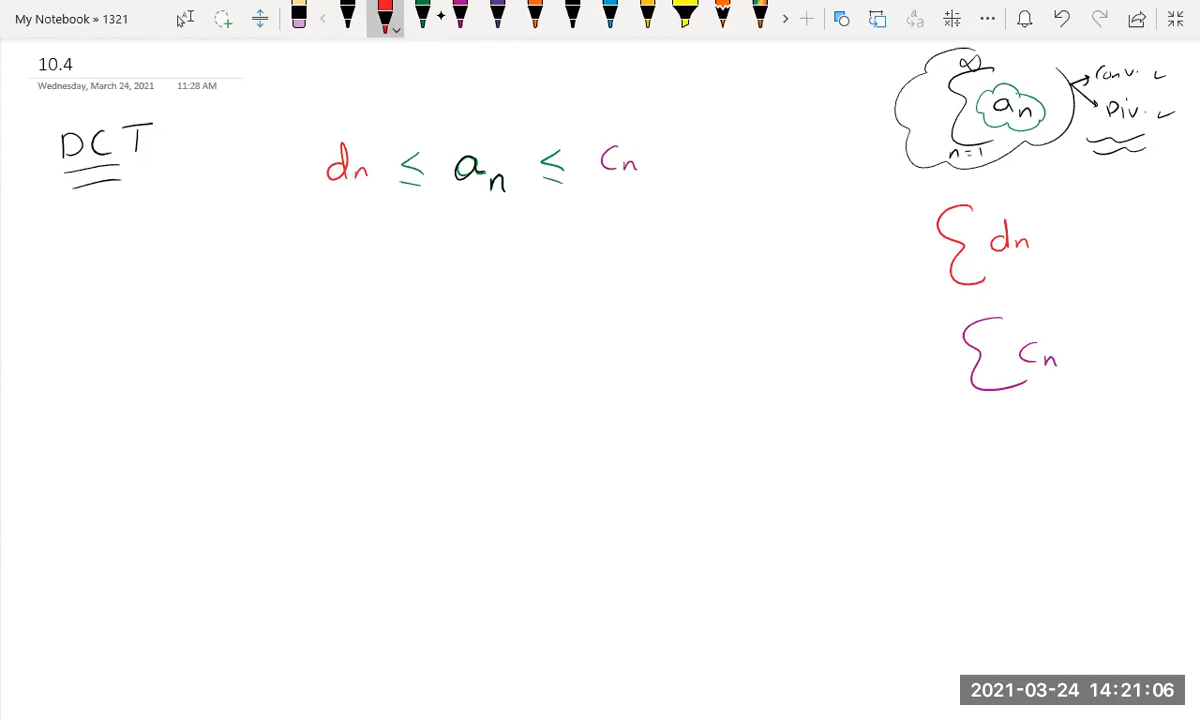 My Notebook » 1321
10.4
Wednesday, March 24, 2021 11:28 AM
DCT
dn ≤ an ≤ cn
∞
Σ an
n=1
Conv. ✓
Div. ✓
Σ dn
Σ cn
2021-03-24 14:21:06